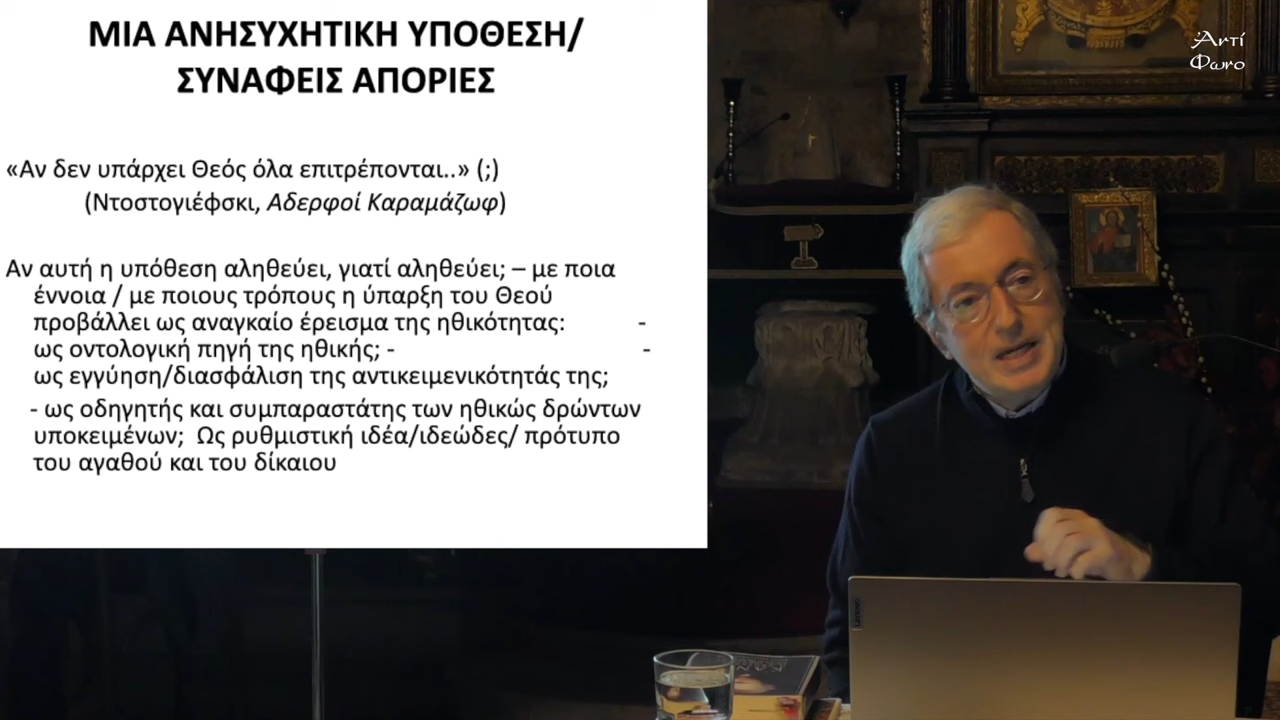 ΜΙΑ ΑΝΗΣΥΧΗΤΙΚΗ ΥΠΟΘΕΣΗ/
ΣΥΝΑΦΕΙΣ ΑΠΟΡΙΕΣ
«Αν δεν υπάρχει Θεός όλα επιτρέπονται..» (;)
(Ντοστογιέφσκι, Αδερφοί Καραμάζωφ)
Αν αυτή η υπόθεση αληθεύει, γιατί αληθεύει; – με ποια
έννοια / με ποιους τρόπους η ύπαρξη του Θεού
προβάλλει ως αναγκαίο έρεισμα της ηθικότητας: -
ως οντολογική πηγή της ηθικής; - -
ως εγγύηση/διασφάλιση της αντικειμενικότητάς της;
- ως οδηγητής και συμπαραστάτης των ηθικώς δρώντων
υποκειμένων; Ως ρυθμιστική ιδέα/ιδεώδες/ πρότυπο
του αγαθού και του δίκαιου
Ἀντί
Φωνο
Lenovo